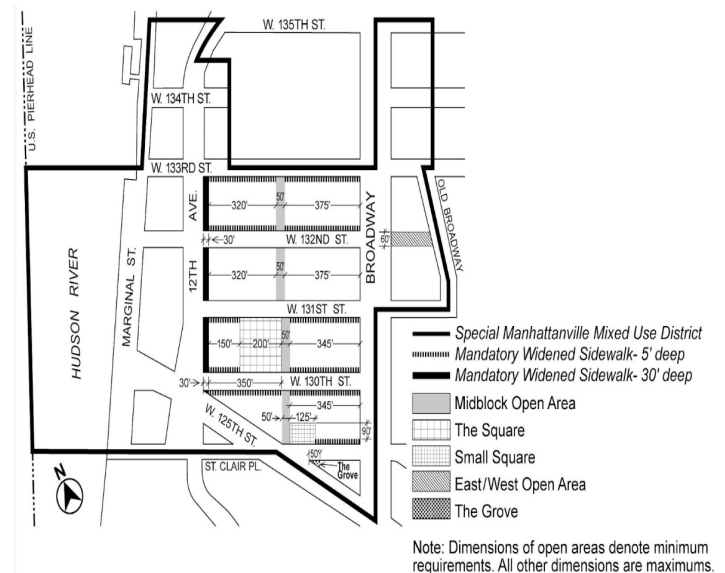 U.S. PIERHEAD LINE
W. 135TH ST.
W. 134TH ST.
W. 133RD ST.
AVE.
12TH
320'
50'
375'
30'
W. 132ND ST.
BROADWAY
OLD BROADWAY
60'
HUDSON RIVER
MARGINAL ST.
320'
50'
375'
W. 131ST ST.
150'
200'
50'
345'
30'
350'
W. 130TH ST.
W. 125TH ST.
345'
50'
125'
90'
ST. CLAIR PL.
The
Grove
N
Special Manhattanville Mixed Use District
Mandatory Widened Sidewalk- 5' deep
Mandatory Widened Sidewalk- 30' deep
Midblock Open Area
The Square
Small Square
East/West Open Area
The Grove
Note: Dimensions of open areas denote minimum
requirements. All other dimensions are maximums.